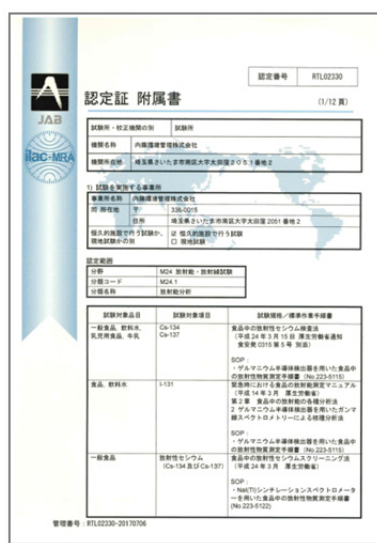 認定番号 RTL02330
JAB
認定証 附属書 (1/12 頁)
ilac-MRA
試験所・校正機関の別 試験所
機関名称 内藤環境管理株式会社
機関所在地 埼玉県さいたま市南区大字太田窪2051番地2
1) 試験を実施する事業所
事業所名称 内藤環境管理株式会社
同 所在地 〒 336-0015
住所 埼玉県さいたま市南区大字太田窪 2051 番地 2
恒久的施設で行う試験か、 ☑ 恒久的施設で行う試験
現地試験かの別 □ 現地試験
認定範囲
分野 M24 放射能・放射線試験
分類コード M24.1
分類名称 放射能分析
試験対象品目 試験対象項目 試験規格/標準作業手順書
一般食品、飲料水、 Cs-134 食品中の放射性セシウム検査法
乳児用食品、牛乳 Cs-137 (平成 24 年 3 月 15 日 厚生労働省通知
食安発 0315 第 5 号 別添)
SOP:
・ゲルマニウム半導体検出器を用いた食品中
の放射性物質測定手順書 (No.223-5115)
食品、飲料水 I-131 緊急時における食品の放射能測定マニュアル
(平成 14 年 3 月 厚生労働省)
第 2 章 食品中の放射能の各種分析法
2 ゲルマニウム半導体検出器を用いたガンマ
線スペクトロメトリーによる核種分析法
SOP:
・ゲルマニウム半導体検出器を用いた食品中
の放射性物質測定手順書 (No.223-5115)
一般食品 放射性セシウム 食品中の放射性セシウムスクリーニング法
(Cs-134 及び Cs-137) (平成 24 年 3 月 厚生労働省)
SOP:
・NaI(Tl)シンチレーションスペクトロメータ
ーを用いた食品中の放射性物質測定手順書
(No.223-5122)
管理番号:RTL02330-20170706